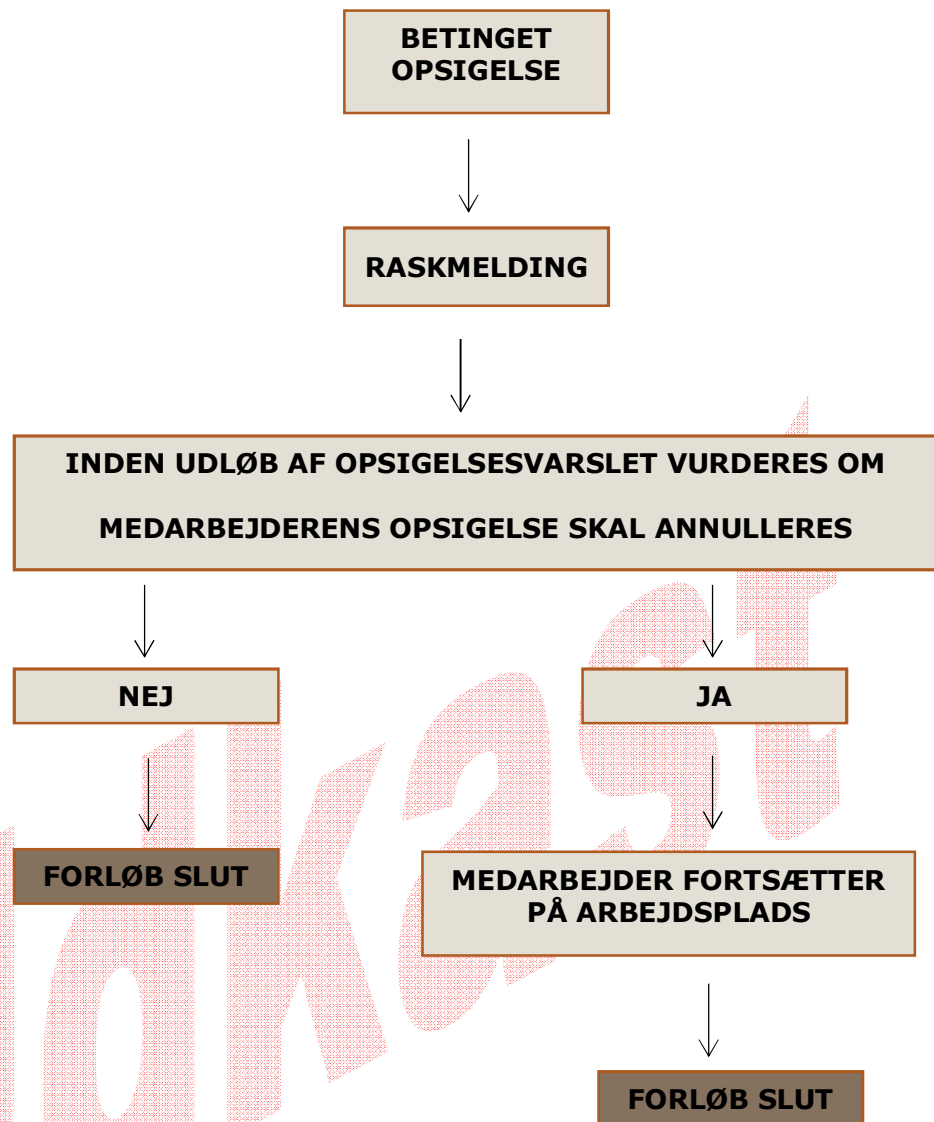 BETINGET
OPSIGELSE
RASKMELDING
INDEN UDLØB AF OPSIGELSESVARSLET VURDERES OM
MEDARBEJDERENS OPSIGELSE SKAL ANNULLERES
NEJ
JA
FORLØB SLUT
MEDARBEJDER FORTSÆTTER
PÅ ARBEJDSPLADS
FORLØB SLUT